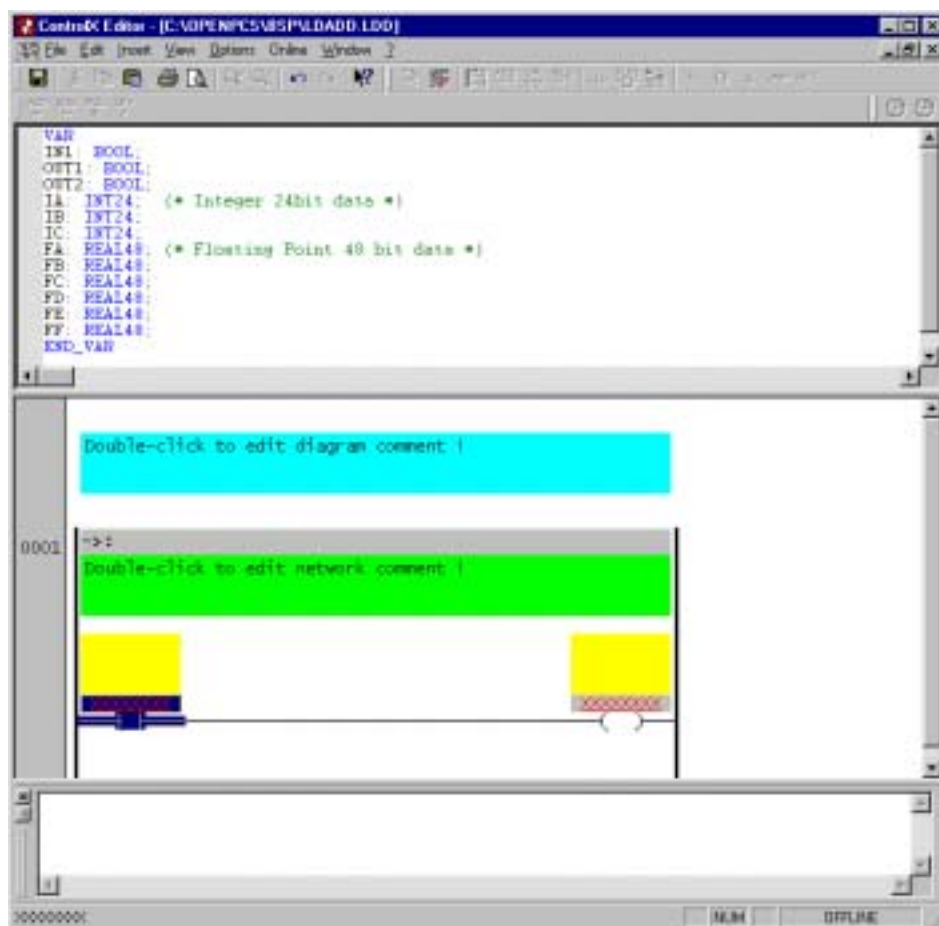 ControlX Editor - [C:\OPENPCS\8SP\LDADD.LDD]
File Edit Insert View Options Online Window ?
VAR
IN1: BOOL;
OUT1: BOOL;
OUT2: BOOL;
IA: INT24; (* Integer 24bit data *)
IB: INT24;
IC: INT24;
FA: REAL48; (* Floating Point 48 bit data *)
FB: REAL48;
FC: REAL48;
FD: REAL48;
FE: REAL48;
FF: REAL48;
END_VAR
Double-click to edit diagram comment !
0001
->:
Double-click to edit network comment !
XXXXXXXX
NUM
OFFLINE